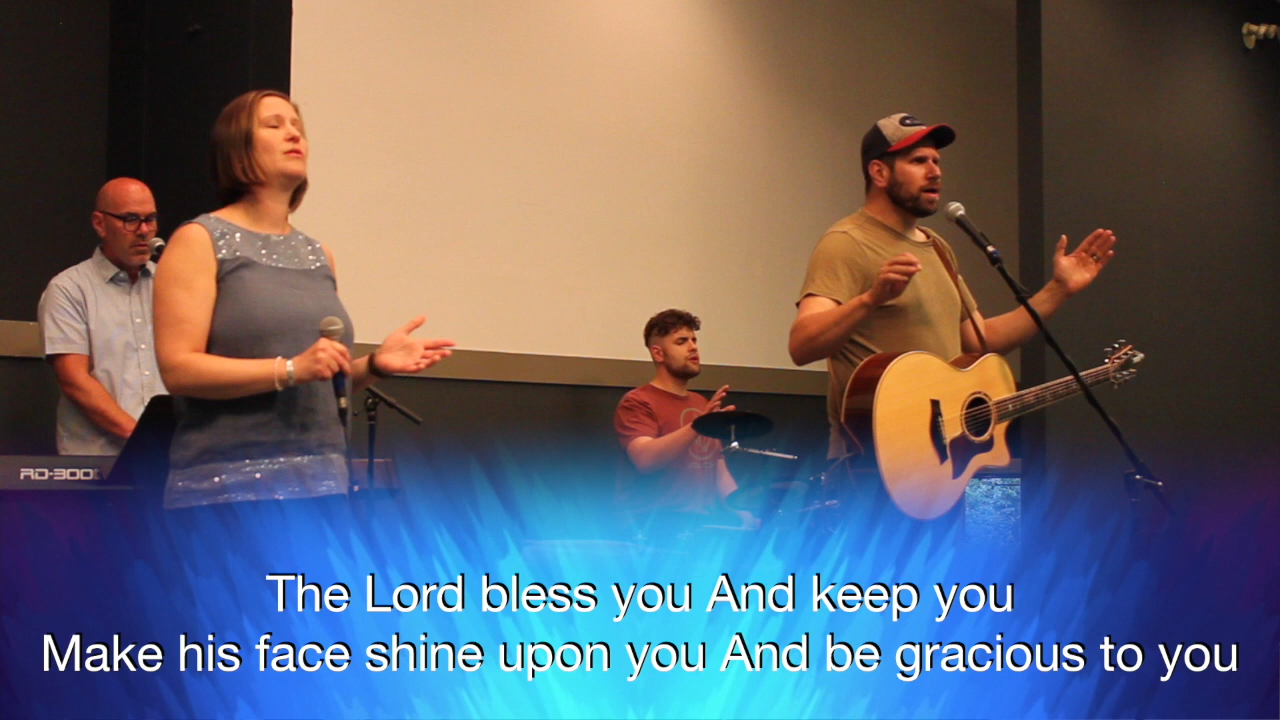 RD-300
The Lord bless you And keep you
Make his face shine upon you And be gracious to you